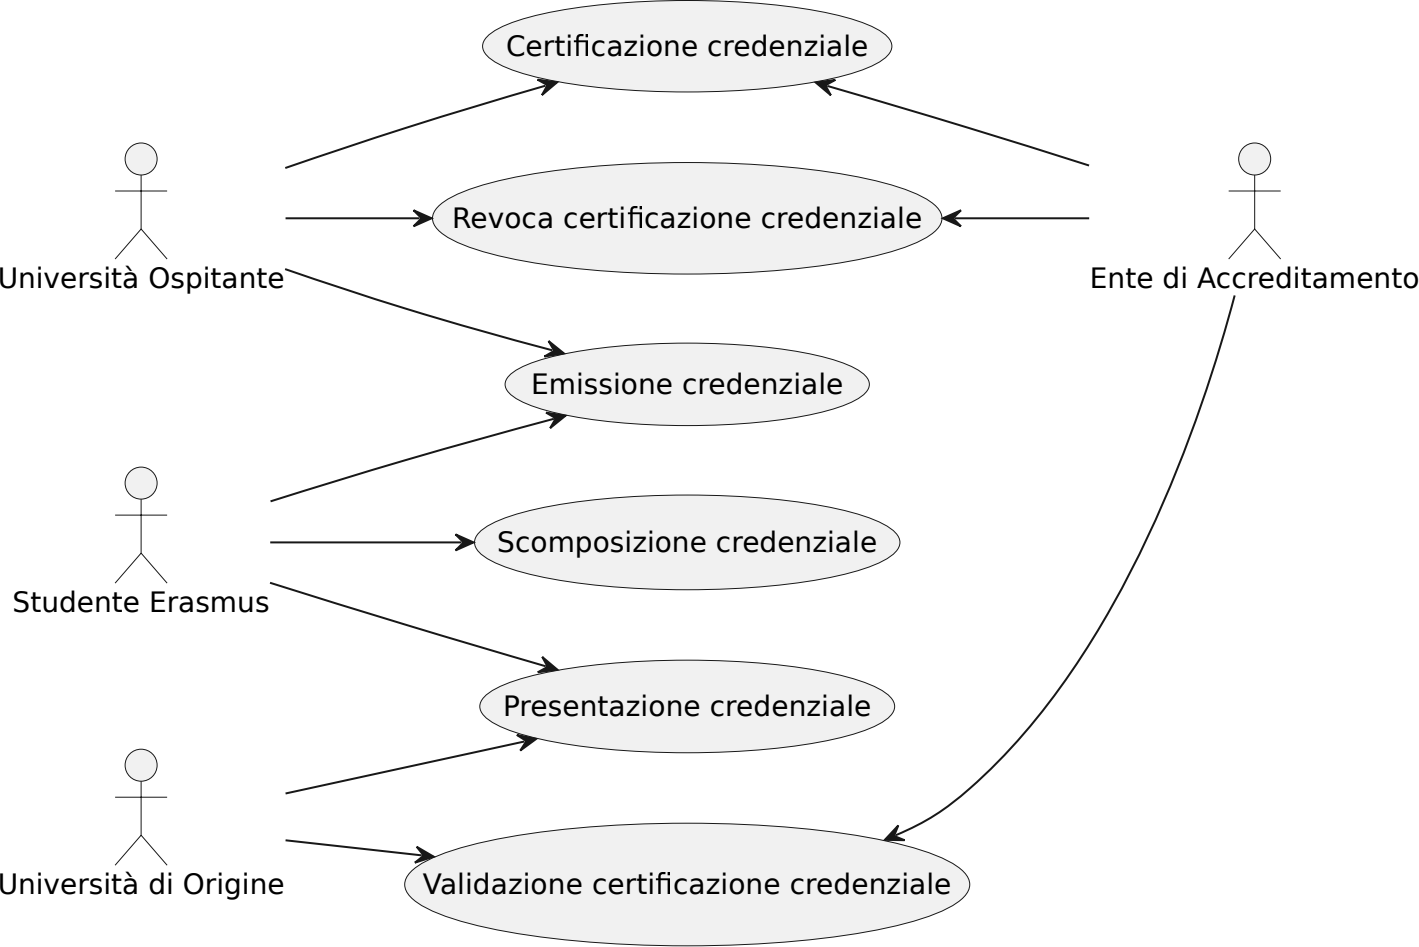 Certificazione credenziale
Revoca certificazione credenziale
Università Ospitante
Ente di Accreditamento
Emissione credenziale
Scomposizione credenziale
Studente Erasmus
Presentazione credenziale
Università di Origine
Validazione certificazione credenziale